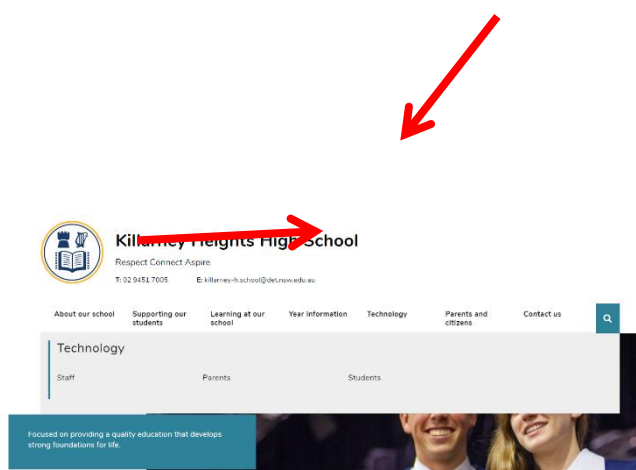 Killarney Heights High School
Respect Connect Aspire
T: 02 9451 7005 E: killarney-h.school@det.nsw.edu.au
About our school Supporting our students Learning at our school Year information Technology Parents and citizens Contact us
Technology
Staff Parents Students
Focused on providing a quality education that develops
strong foundations for life.